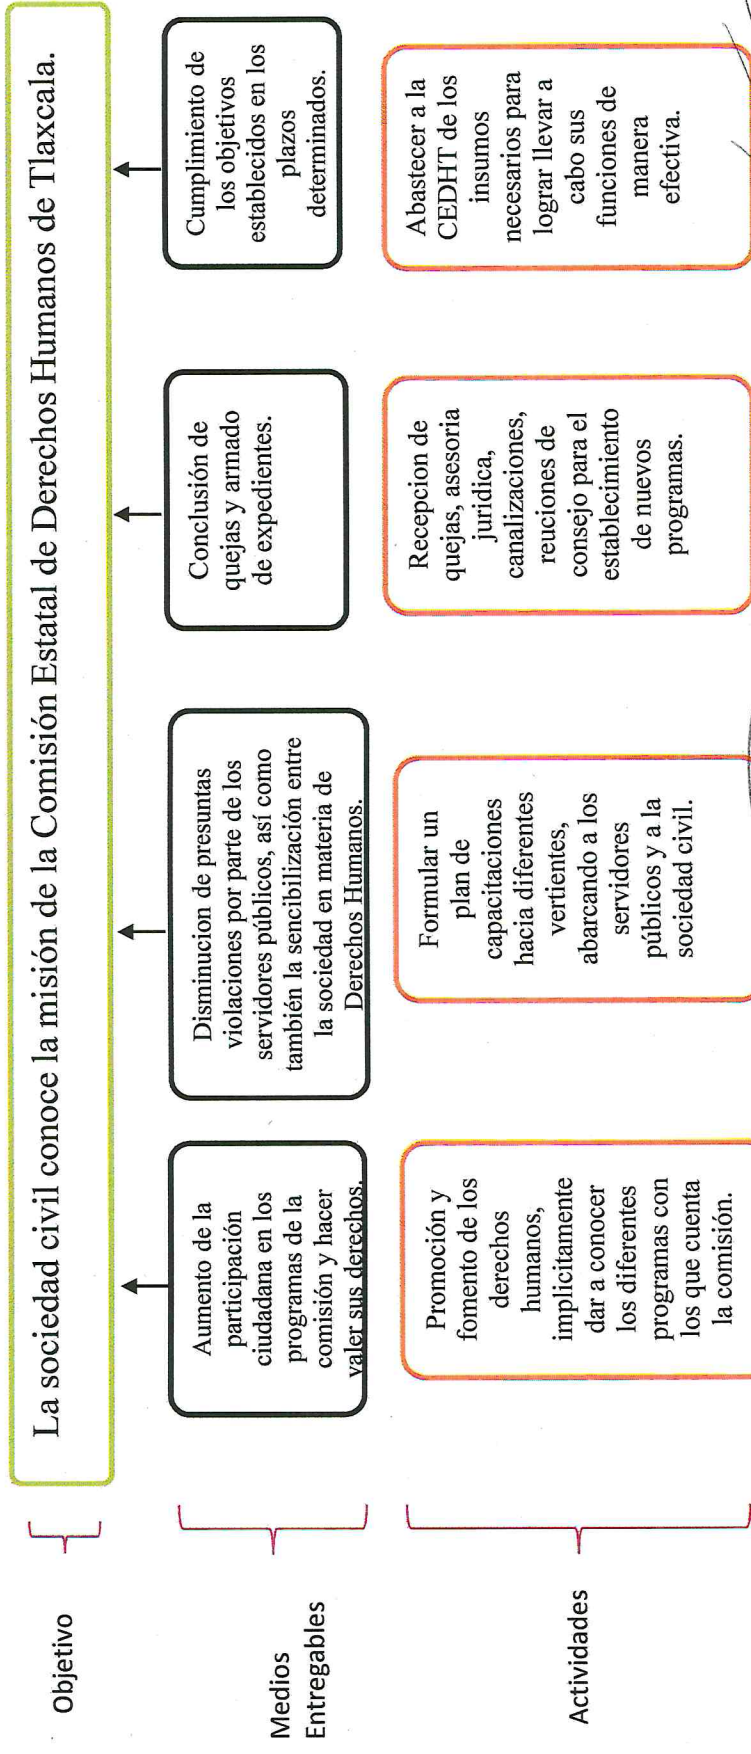 Objetivo
La sociedad civil conoce la misión de la Comisión Estatal de Derechos Humanos de Tlaxcala.
Medios
Entregables
Aumento de la
participación
ciudadana en los
programas de la
comisión y hacer
valer sus derechos.
Disminucion de presuntas
violaciones por parte de los
servidores públicos, así como
también la sencibilización entre
la sociedad en materia de
Derechos Humanos.
Conclusión de
quejas y armado
de expedientes.
Cumplimiento de
los objetivos
establecidos en los
plazos
determinados.
Actividades
Promoción y
fomento de los
derechos
humanos,
implicitamente
dar a conocer
los diferentes
programas con
los que cuenta
la comisión.
Formular un
plan de
capacitaciones
hacia diferentes
vertientes,
abarcando a los
servidores
públicos y a la
sociedad civil.
Recepcion de
quejas, asesoria
juridica,
canalizaciones,
reuciones de
consejo para el
establecimiento
de nuevos
programas.
Abastecer a la
CEDHT de los
insumos
necesarios para
lograr llevar a
cabo sus
funciones de
manera
efectiva.